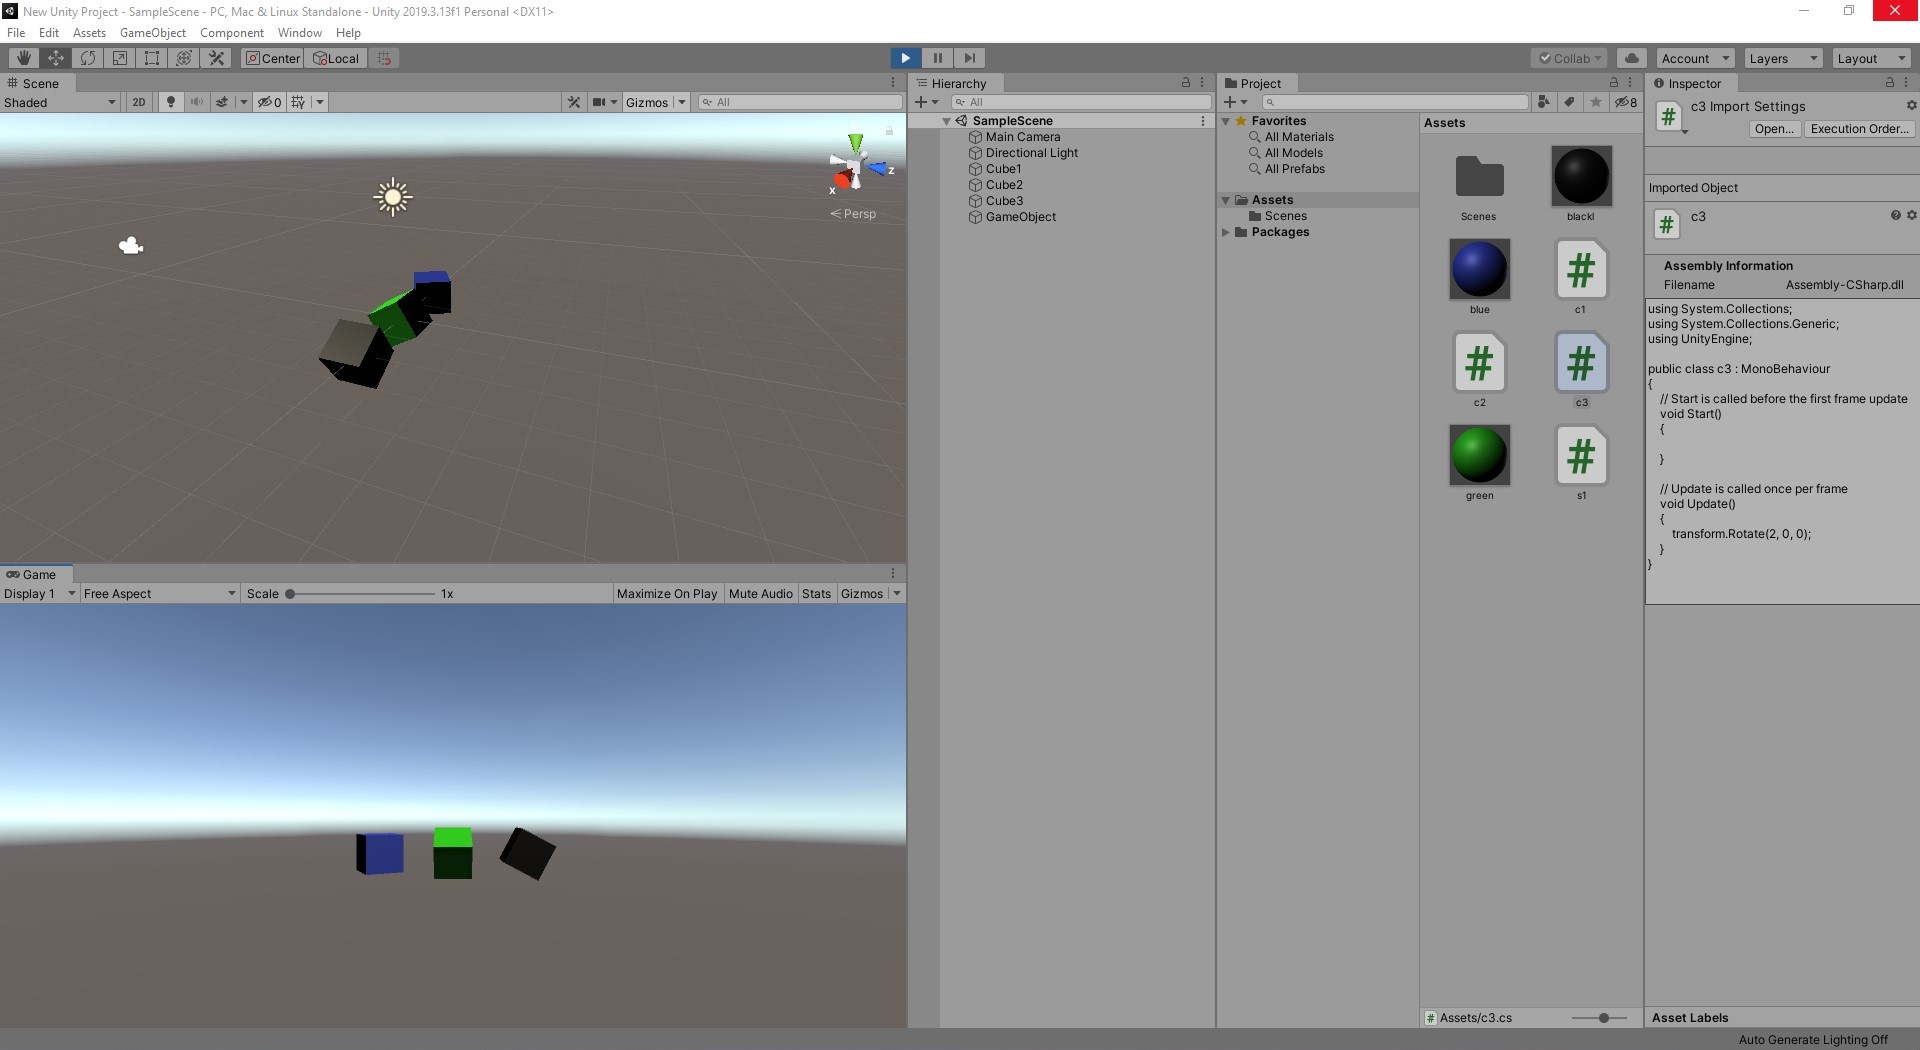 New Unity Project - SampleScene - PC, Mac & Linux Standalone - Unity 2019.3.13f1 Personal <DX11>
File Edit Assets GameObject Component Window Help
Center Local Collab Account Layers Layout
Scene
Shaded 2D 0 Gizmos All
x z
Persp
Game
Display 1 Free Aspect Scale 1x Maximize On Play Mute Audio Stats Gizmos
Hierarchy
All
SampleScene
Main Camera
Directional Light
Cube1
Cube2
Cube3
GameObject
Project
8
Favorites
All Materials
All Models
All Prefabs
Assets
Scenes
Packages
Assets
Scenes blackl
blue c1
c2 c3
green s1
Assets/c3.cs
Inspector
c3 Import Settings
Open... Execution Order...
Imported Object
c3
Assembly Information
Filename Assembly-CSharp.dll
using System.Collections;
using System.Collections.Generic;
using UnityEngine;
public class c3 : MonoBehaviour
{
// Start is called before the first frame update
void Start()
{
}
// Update is called once per frame
void Update()
{
transform.Rotate(2, 0, 0);
}
}
Asset Labels
Auto Generate Lighting Off